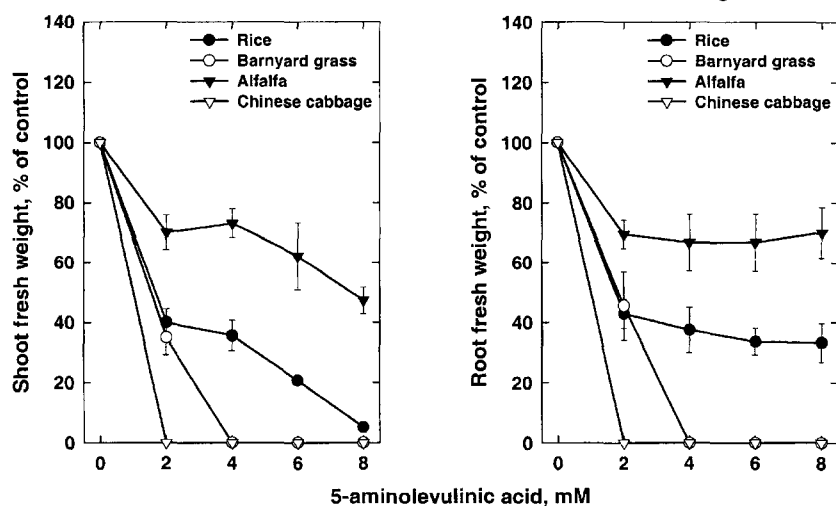 Shoot fresh weight, % of control
140
120
100
80
60
40
20
0
0 2 4 6 8
Rice
Barnyard grass
Alfalfa
Chinese cabbage
Root fresh weight, % of control
140
120
100
80
60
40
20
0
0 2 4 6 8
Rice
Barnyard grass
Alfalfa
Chinese cabbage
5-aminolevulinic acid, mM